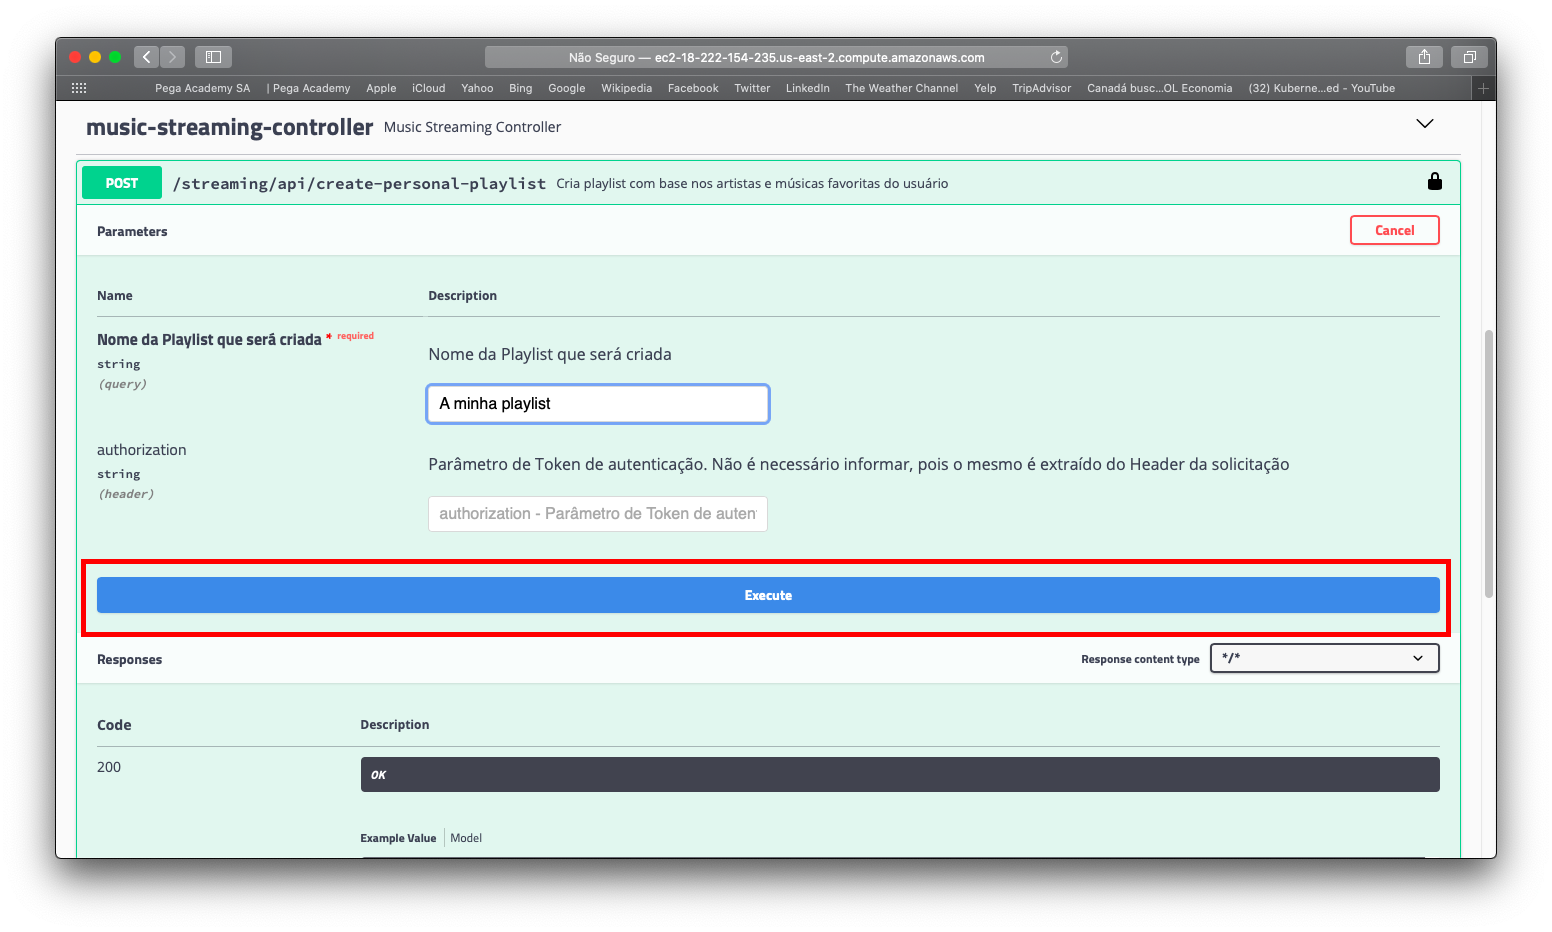 Não Seguro — ec2-18-222-154-235.us-east-2.compute.amazonaws.com
Pega Academy SA | Pega Academy Apple iCloud Yahoo Bing Google Wikipedia Facebook Twitter LinkedIn The Weather Channel Yelp TripAdvisor Canadá busc...OL Economia (32) Kuberne...ed - YouTube
music-streaming-controller Music Streaming Controller
POST /streaming/api/create-personal-playlist Cria playlist com base nos artistas e músicas favoritas do usuário
Parameters Cancel
Name Description
Nome da Playlist que será criada * required
string
(query)
Nome da Playlist que será criada
A minha playlist
authorization
string
(header)
Parâmetro de Token de autenticação. Não é necessário informar, pois o mesmo é extraído do Header da solicitação
authorization - Parâmetro de Token de auten
Execute
Responses Response content type */*
Code Description
200 OK
Example Value Model